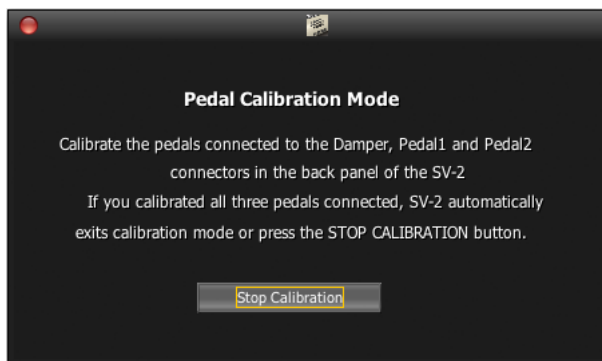 Pedal Calibration Mode
Calibrate the pedals connected to the Damper, Pedal1 and Pedal2
connectors in the back panel of the SV-2
If you calibrated all three pedals connected, SV-2 automatically
exits calibration mode or press the STOP CALIBRATION button.
Stop Calibration